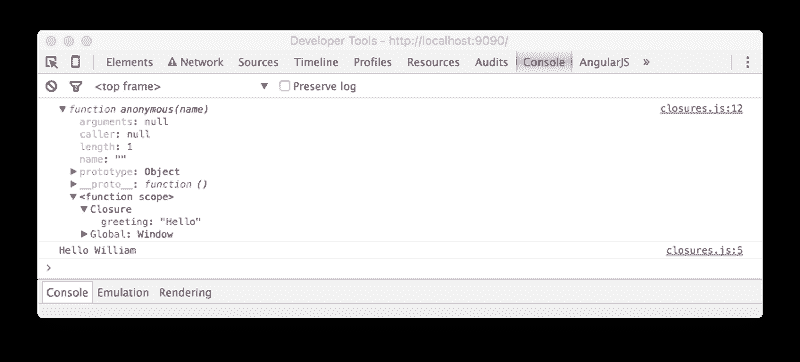 Developer Tools - http://localhost:9090/
Elements Network Sources Timeline Profiles Resources Audits Console AngularJS »
<top frame> Preserve log
function anonymous(name) closures.js:12
arguments: null
caller: null
length: 1
name: ""
prototype: Object
__proto__: function ()
<function scope>
Closure
greeting: "Hello"
Global: Window
Hello William closures.js:5
>
Console Emulation Rendering